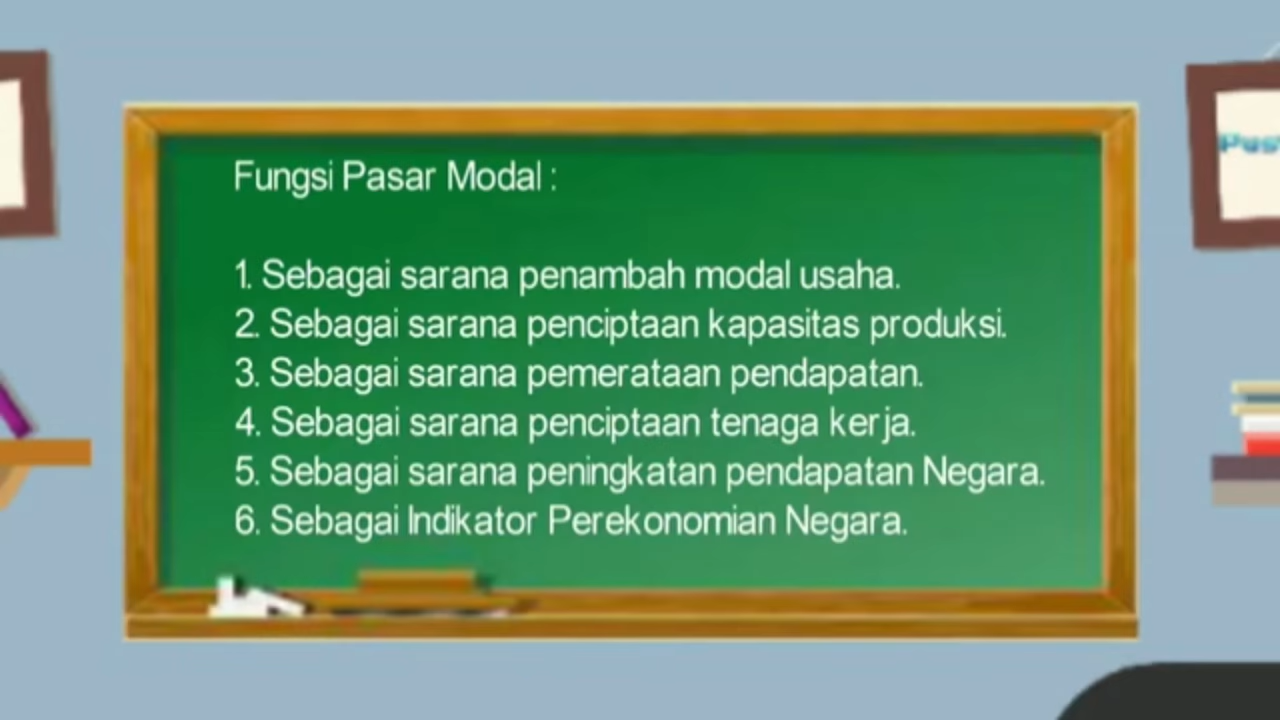 Fungsi Pasar Modal :
1. Sebagai sarana penambah modal usaha.
2. Sebagai sarana penciptaan kapasitas produksi.
3. Sebagai sarana pemerataan pendapatan.
4. Sebagai sarana penciptaan tenaga kerja.
5. Sebagai sarana peningkatan pendapatan Negara.
6. Sebagai Indikator Perekonomian Negara.